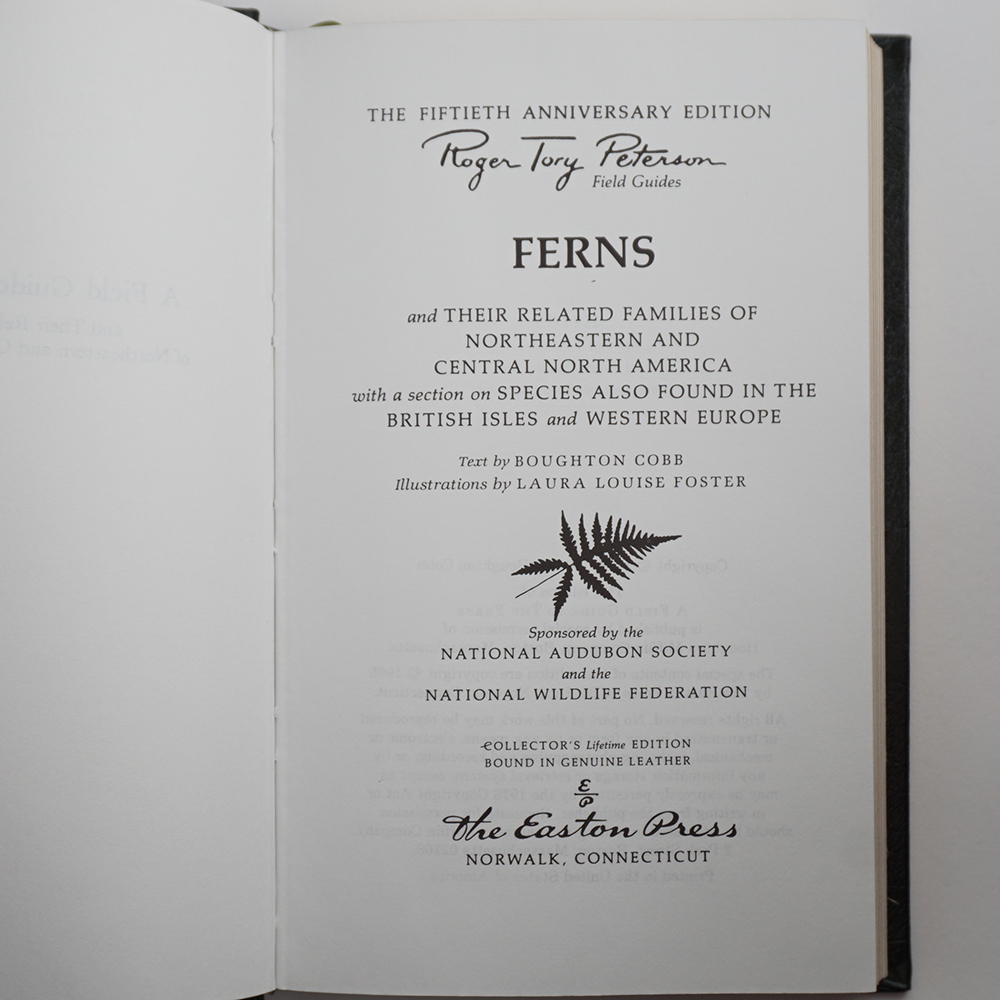 THE FIFTIETH ANNIVERSARY EDITION
Roger Tory Peterson
Field Guides
FERNS
and THEIR RELATED FAMILIES OF
NORTHEASTERN AND
CENTRAL NORTH AMERICA
with a section on SPECIES ALSO FOUND IN THE
BRITISH ISLES and WESTERN EUROPE
Text by BOUGHTON COBB
Illustrations by LAURA LOUISE FOSTER
Sponsored by the
NATIONAL AUDUBON SOCIETY
and the
NATIONAL WILDLIFE FEDERATION
COLLECTOR'S Lifetime EDITION
BOUND IN GENUINE LEATHER
E
P
The Easton Press
NORWALK, CONNECTICUT